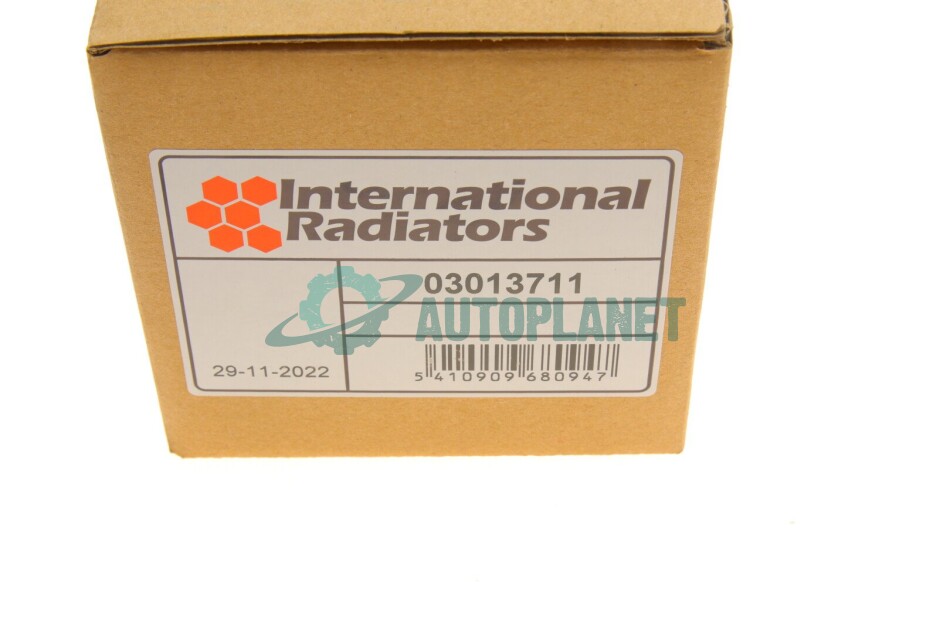 International
Radiators
03013711
AUTOPLANET
29-11-2022
5 410909 680947